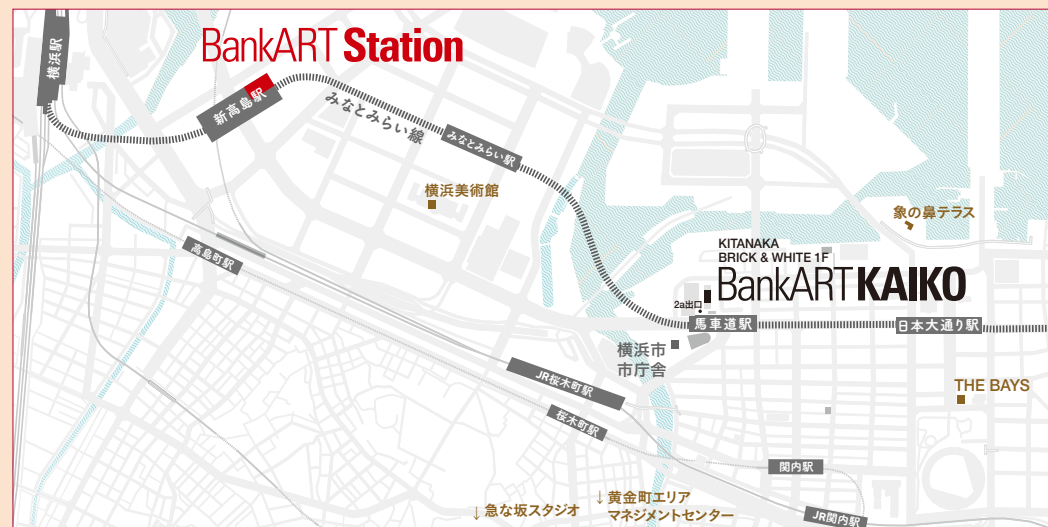 横浜駅
BankART Station
新高島駅
みなとみらい線
みなとみらい駅
横浜美術館
高島町駅
象の鼻テラス
KITANAKA
BRICK & WHITE 1F
BankART KAIKO
2a出口
馬車道駅
日本大通り駅
横浜市
市庁舎
JR桜木町駅
THE BAYS
桜木町駅
関内駅
↓急な坂スタジオ
↓黄金町エリア
マネジメントセンター
JR関内駅